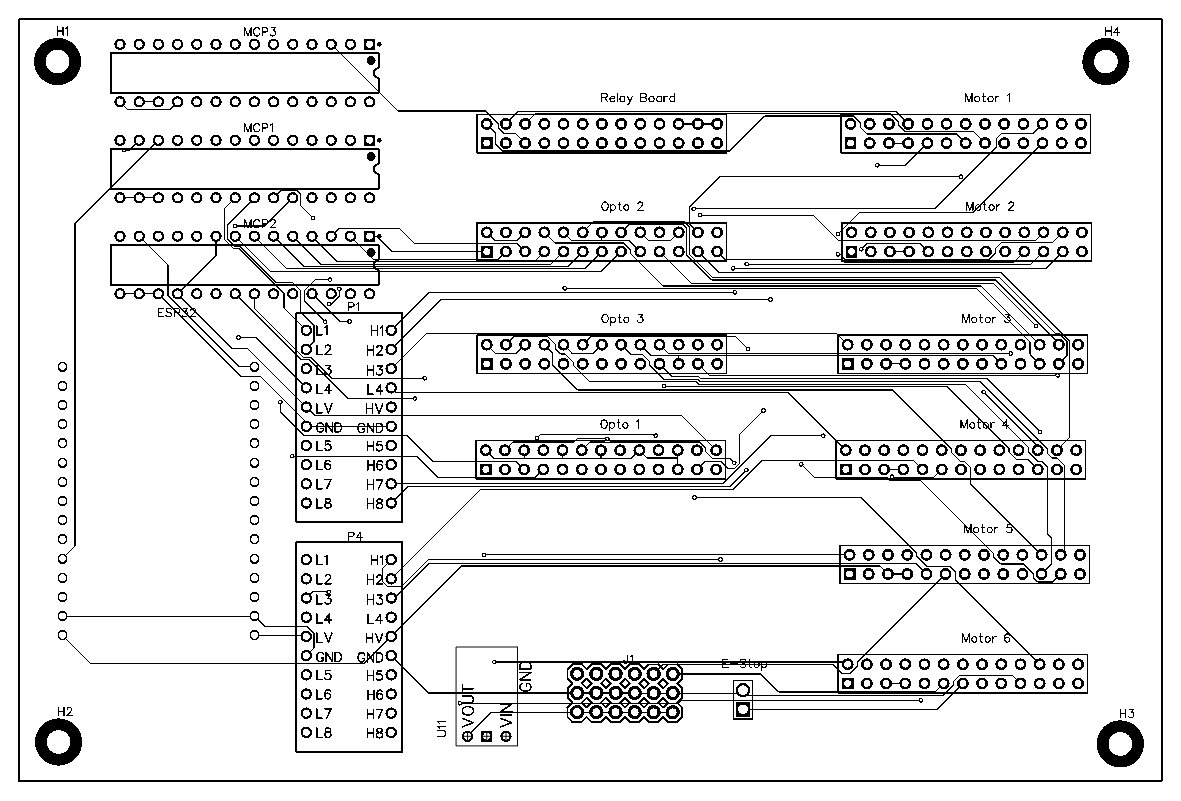 H1
MCP3
H4
Relay Board
Motor 1
MCP1
Opto 2
Motor 2
MCP2
ESP32
P1
Opto 3
Motor 3
L1 H1
L2 H2
L3 H3
L4 L4
LV HV
GND GND
L5 H5
L6 H6
L7 H7
L8 H8
Opto 1
Motor 4
Motor 5
P4
L1 H1
L2 H2
L3 H3
L4 L4
LV HV
GND GND
L5 H5
L6 H6
L7 H7
L8 H8
Motor 6
J1
E-Stop
GND
VOUT
VIN
U11
H2
H3